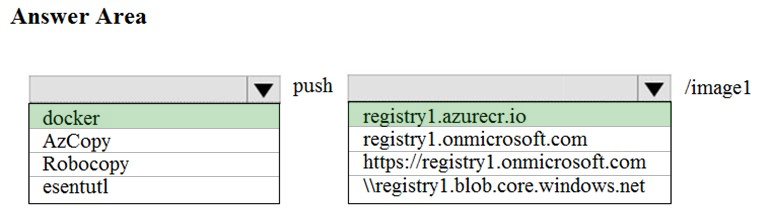 Answer Area
push /image1
docker registry1.azurecr.io
AzCopy registry1.onmicrosoft.com
Robocopy https://registry1.onmicrosoft.com
esentutl \\registry1.blob.core.windows.net